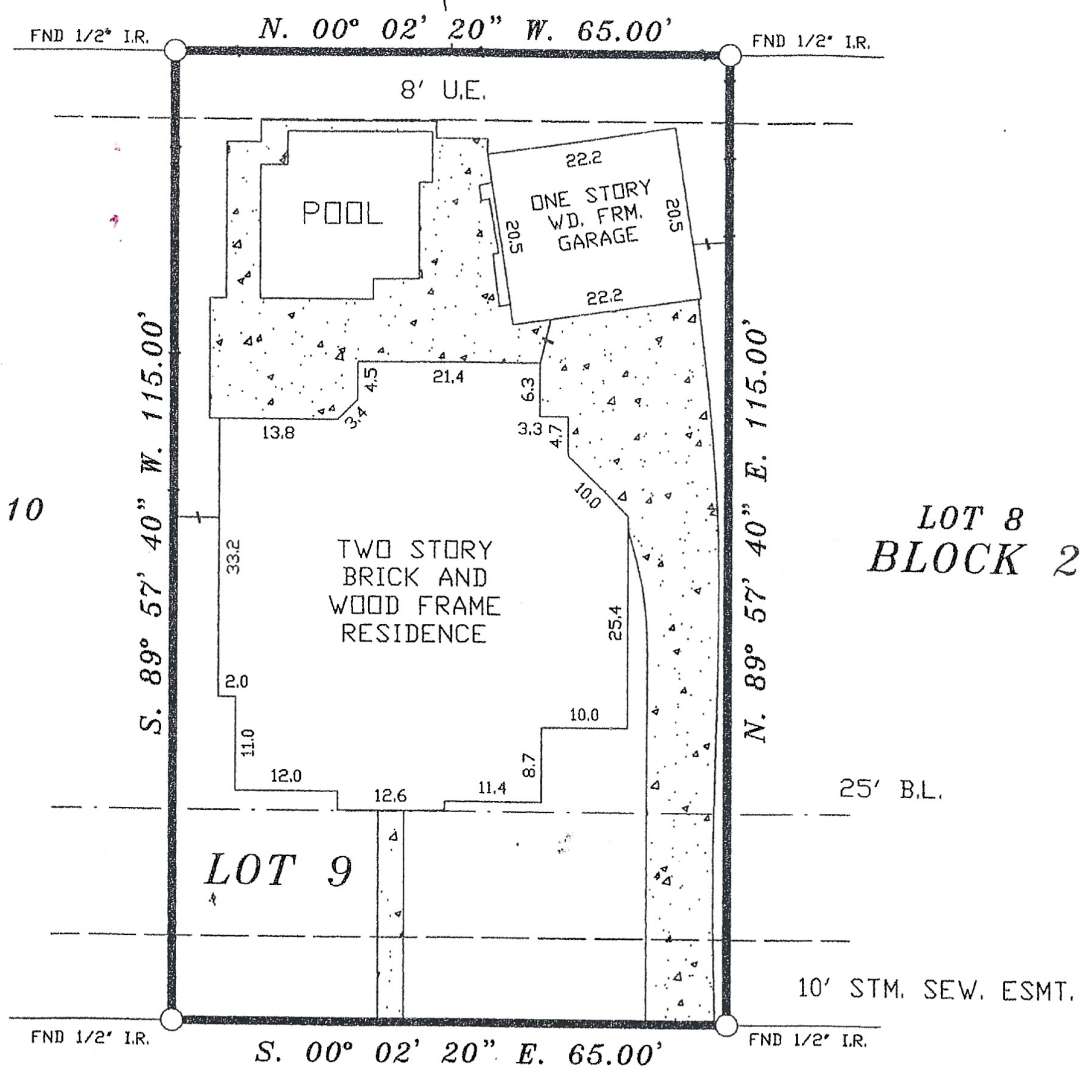 N. 00° 02' 20" W. 65.00'
FND 1/2" I.R.
FND 1/2" I.R.
8' U.E.
POOL
22.2
ONE STORY
WD. FRM.
GARAGE
20.5
20.5
22.2
S. 89° 57' 40" W. 115.00'
N. 89° 57' 40" E. 115.00'
4.5
21.4
6.3
3.4
13.8
3.3
4.7
10.0
10
LOT 8
BLOCK 2
33.2
TWO STORY
BRICK AND
WOOD FRAME
RESIDENCE
25.4
2.0
10.0
11.0
8.7
12.0
12.6
11.4
25' B.L.
LOT 9
10' STM. SEW. ESMT.
FND 1/2" I.R.
FND 1/2" I.R.
S. 00° 02' 20" E. 65.00'